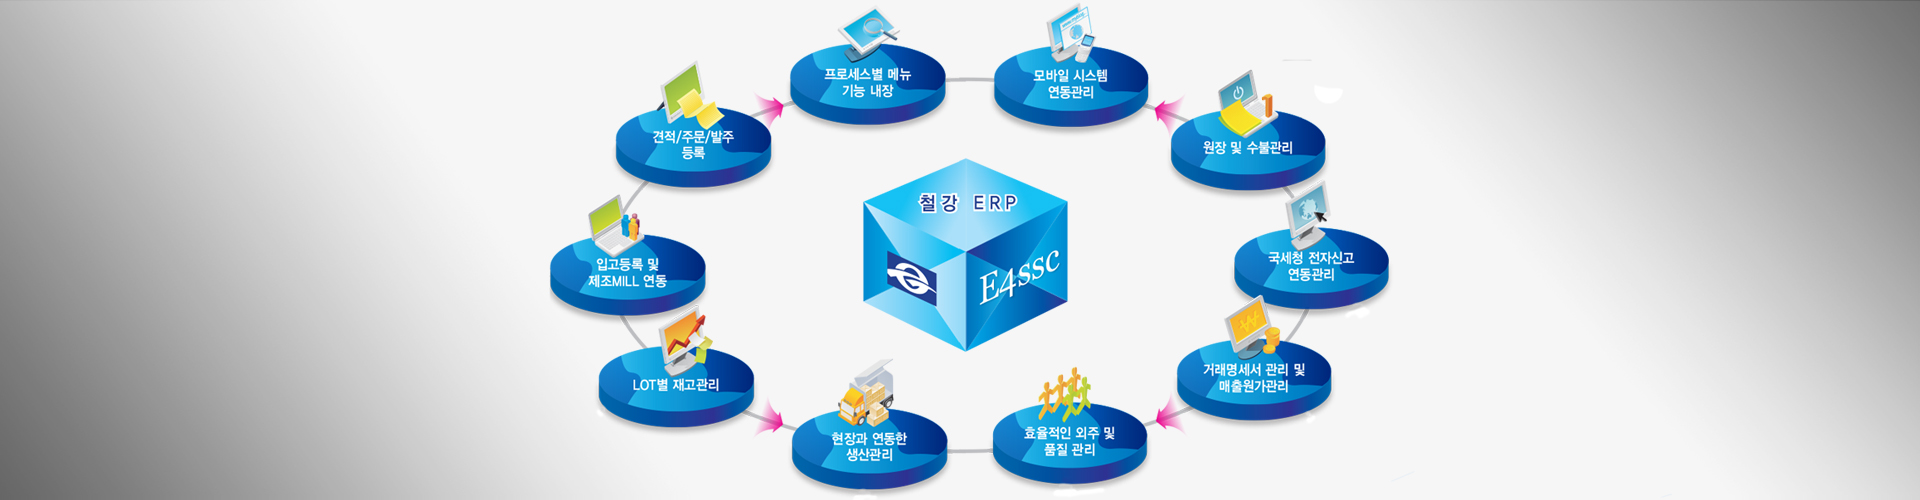 프로세스별 메뉴
기능 내장
모바일 시스템
연동관리
견적/주문/발주
등록
원장 및 수불관리
철강 ERP
E4ssc
입고등록 및
제조MILL 연동
국세청 전자신고
연동관리
LOT별 재고관리
거래명세서 관리 및
매출원가관리
현장과 연동한
생산관리
효율적인 외주 및
품질 관리